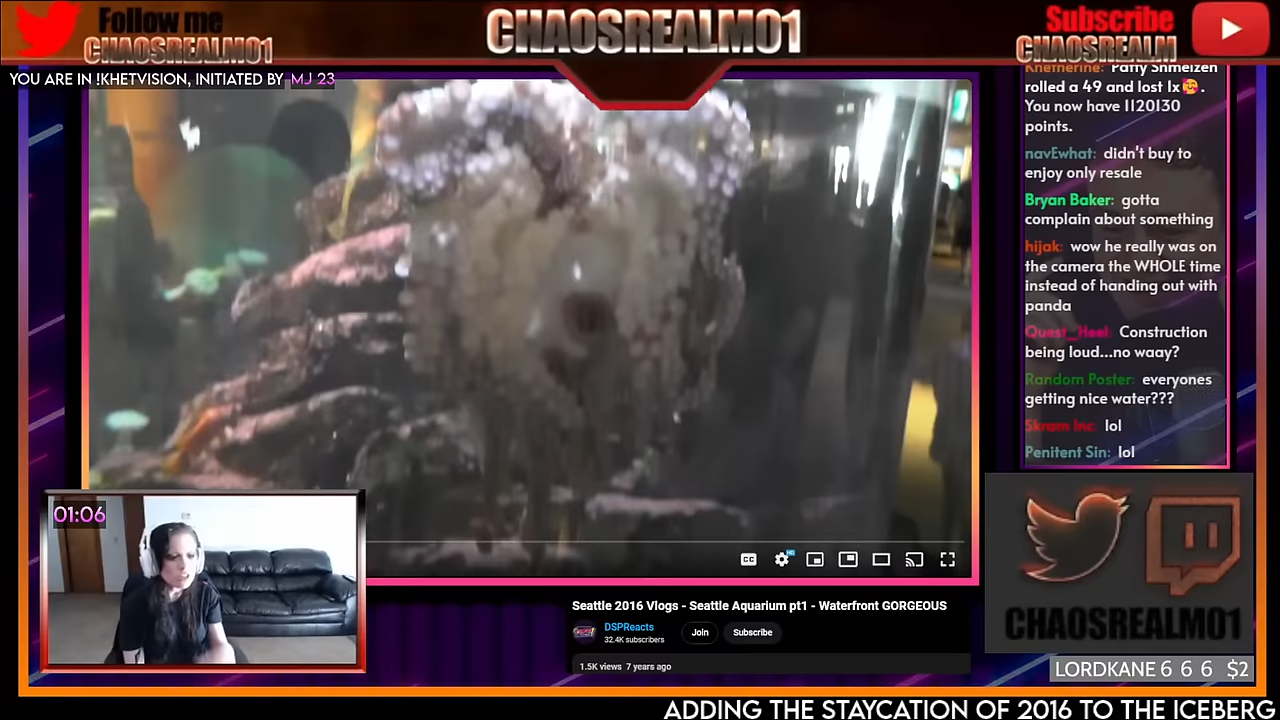 Follow me
CHAOSREALM01
CHAOSREALM01
Subscribe
CHAOSREALM
YOU ARE IN !KHETVISION, INITIATED BY MJ 23
Khetherine: Patty Shmeizen
rolled a 49 and lost 1x🥰.
You now have 1120130
points.
navEwhat: didn't buy to
enjoy only resale
Bryan Baker: gotta
complain about something
hijak: wow he really was on
the camera the WHOLE time
instead of handing out with
panda
Quest_Heel: Construction
being loud...no waay?
Random Poster: everyones
getting nice water???
Skram Inc: lol
Penitent Sin: lol
01:06
CC
HD
Seattle 2016 Vlogs - Seattle Aquarium pt1 - Waterfront GORGEOUS
DSPReacts
32.4K subscribers
Join
Subscribe
1.5K views 7 years ago
CHAOSREALM01
LORDKANE 6 6 6 $2
ADDING THE STAYCATION OF 2016 TO THE ICEBERG